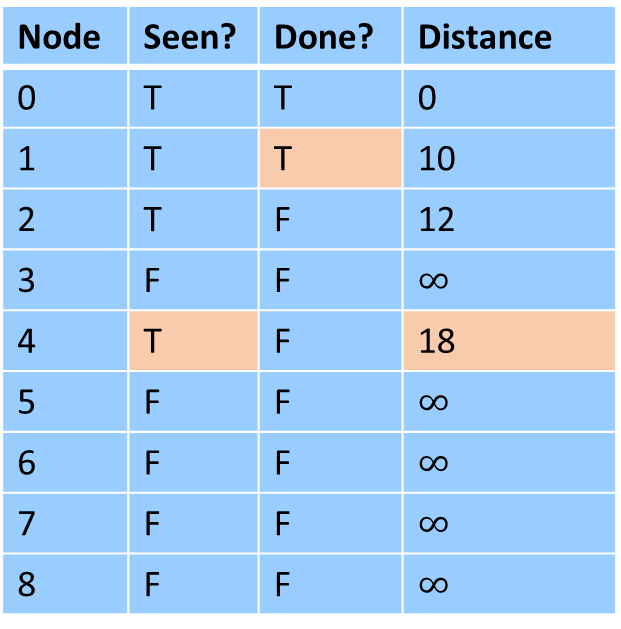 Node Seen? Done? Distance
0 T T 0
1 T T 10
2 T F 12
3 F F ∞
4 T F 18
5 F F ∞
6 F F ∞
7 F F ∞
8 F F ∞